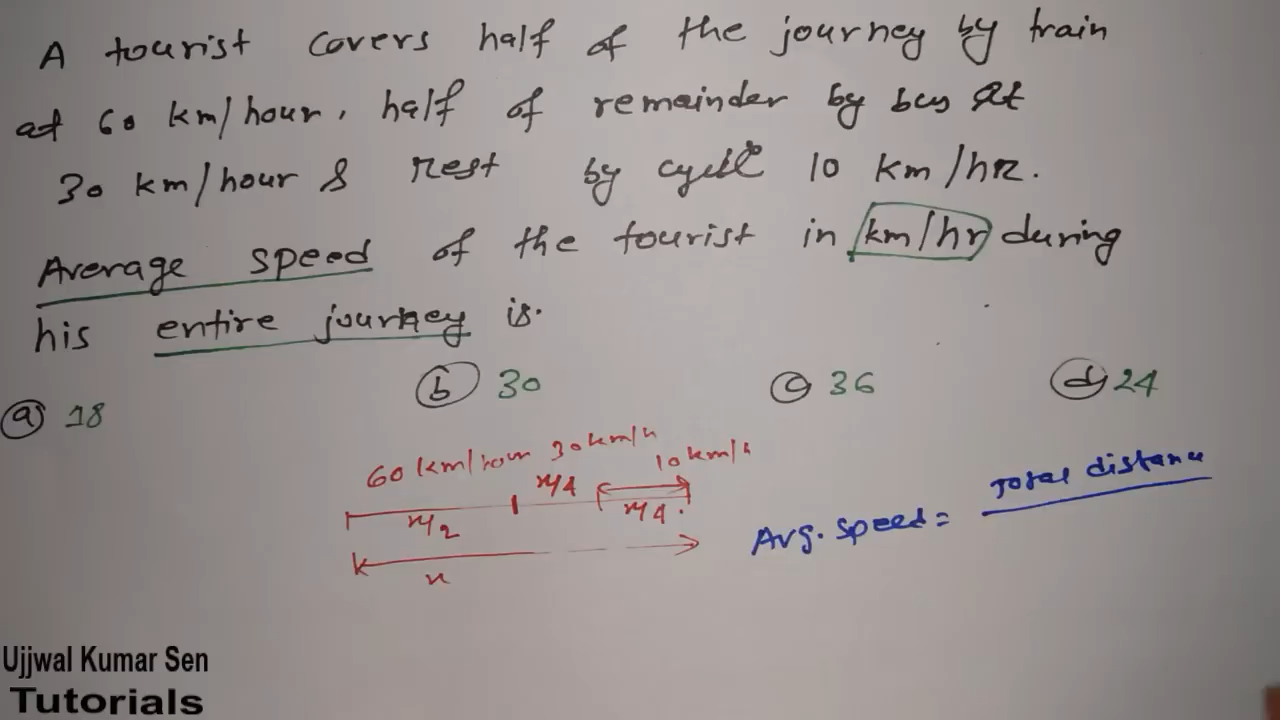 A tourist covers half of the journey by train
at 60 km/hour, half of remainder by bus at
30 km/hour & rest by cycle 10 km/hr.
Average speed of the tourist in km/hr during
his entire journey is.
(a) 18 (b) 30 (c) 36 (d) 24
60 km/hour 30 km/h 10 km/h
x/2 x/4 x/4
x
Avg. speed = Total distance
Ujjwal Kumar Sen
Tutorials